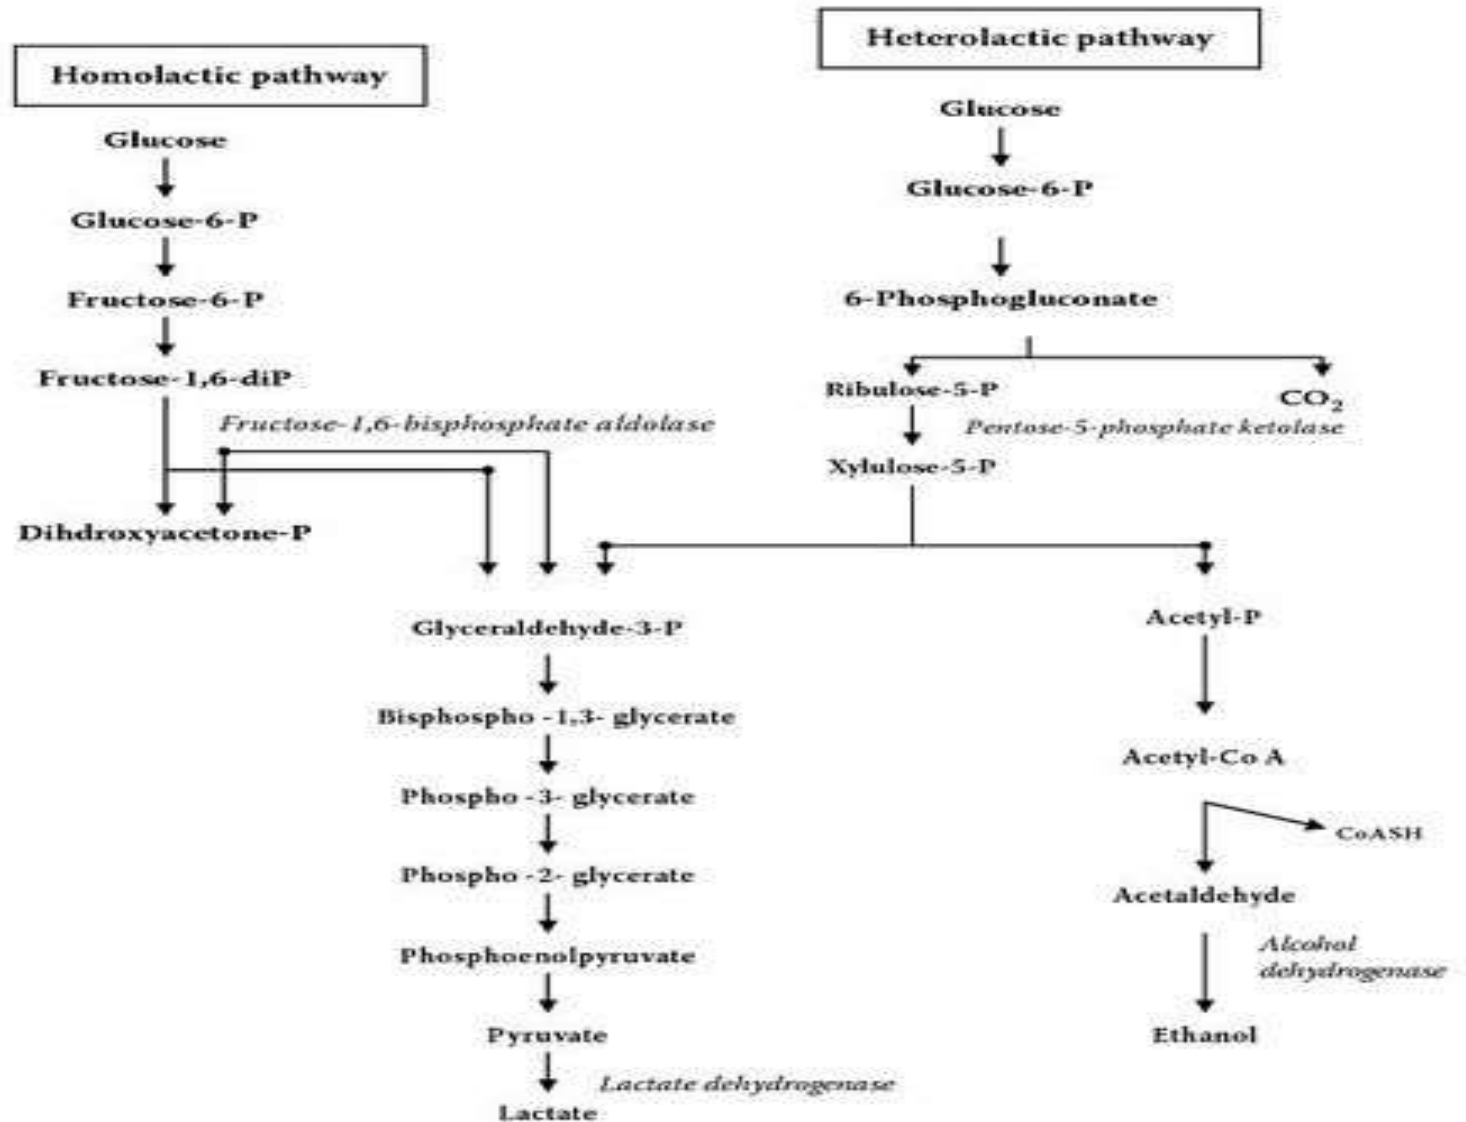 Homolactic pathway
Glucose
Glucose-6-P
Fructose-6-P
Fructose-1,6-diP
Fructose-1,6-bisphosphate aldolase
Dihdroxyacetone-P
Heterolactic pathway
Glucose
Glucose-6-P
6-Phosphogluconate
Ribulose-5-P
CO₂
Pentose-5-phosphate ketolase
Xylulose-5-P
Glyceraldehyde-3-P
Bisphospho -1,3- glycerate
Phospho -3- glycerate
Phospho -2- glycerate
Phosphoenolpyruvate
Pyruvate
Lactate dehydrogenase
Lactate
Acetyl-P
Acetyl-Co A
CoASH
Acetaldehyde
Alcohol
dehydrogenase
Ethanol